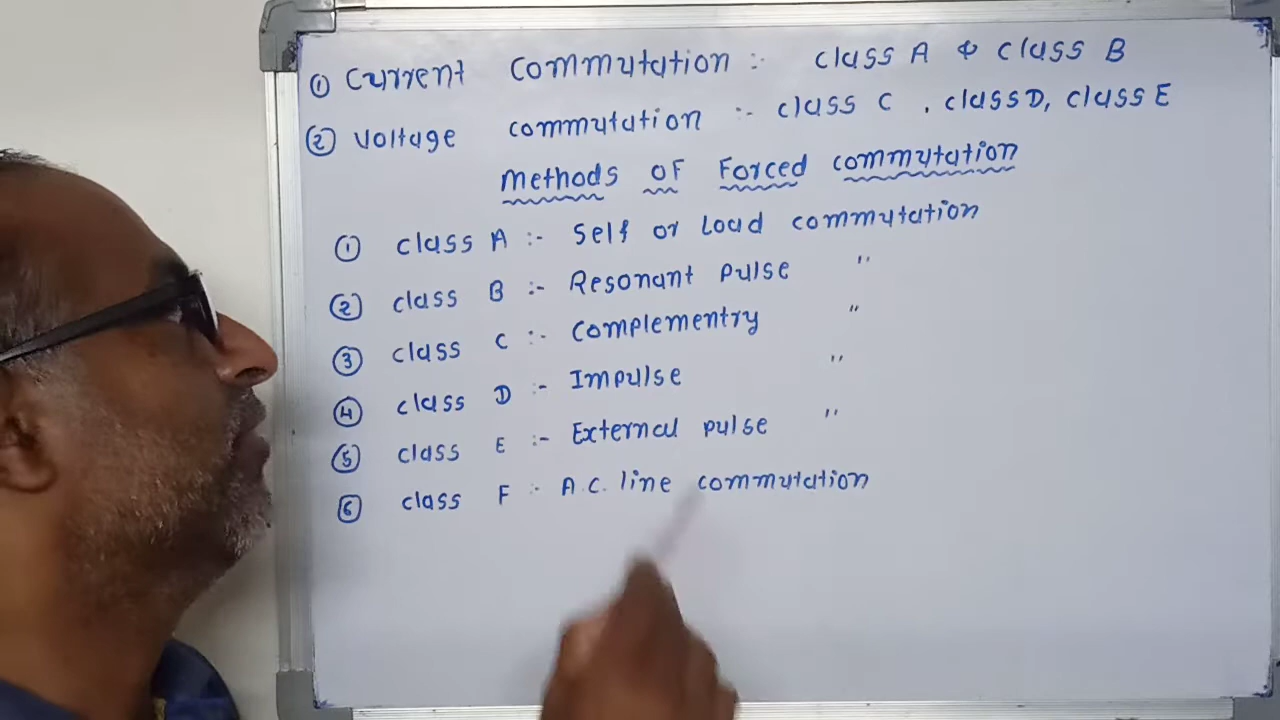 ① Current Commutation :- class A & class B
② Voltage commutation :- class C , class D, class E
Methods of Forced commutation
① class A :- Self or Load commutation
② class B :- Resonant pulse "
③ class C :- Complementry "
④ class D :- Impulse "
⑤ class E :- External pulse "
⑥ class F :- A.C. line commutation